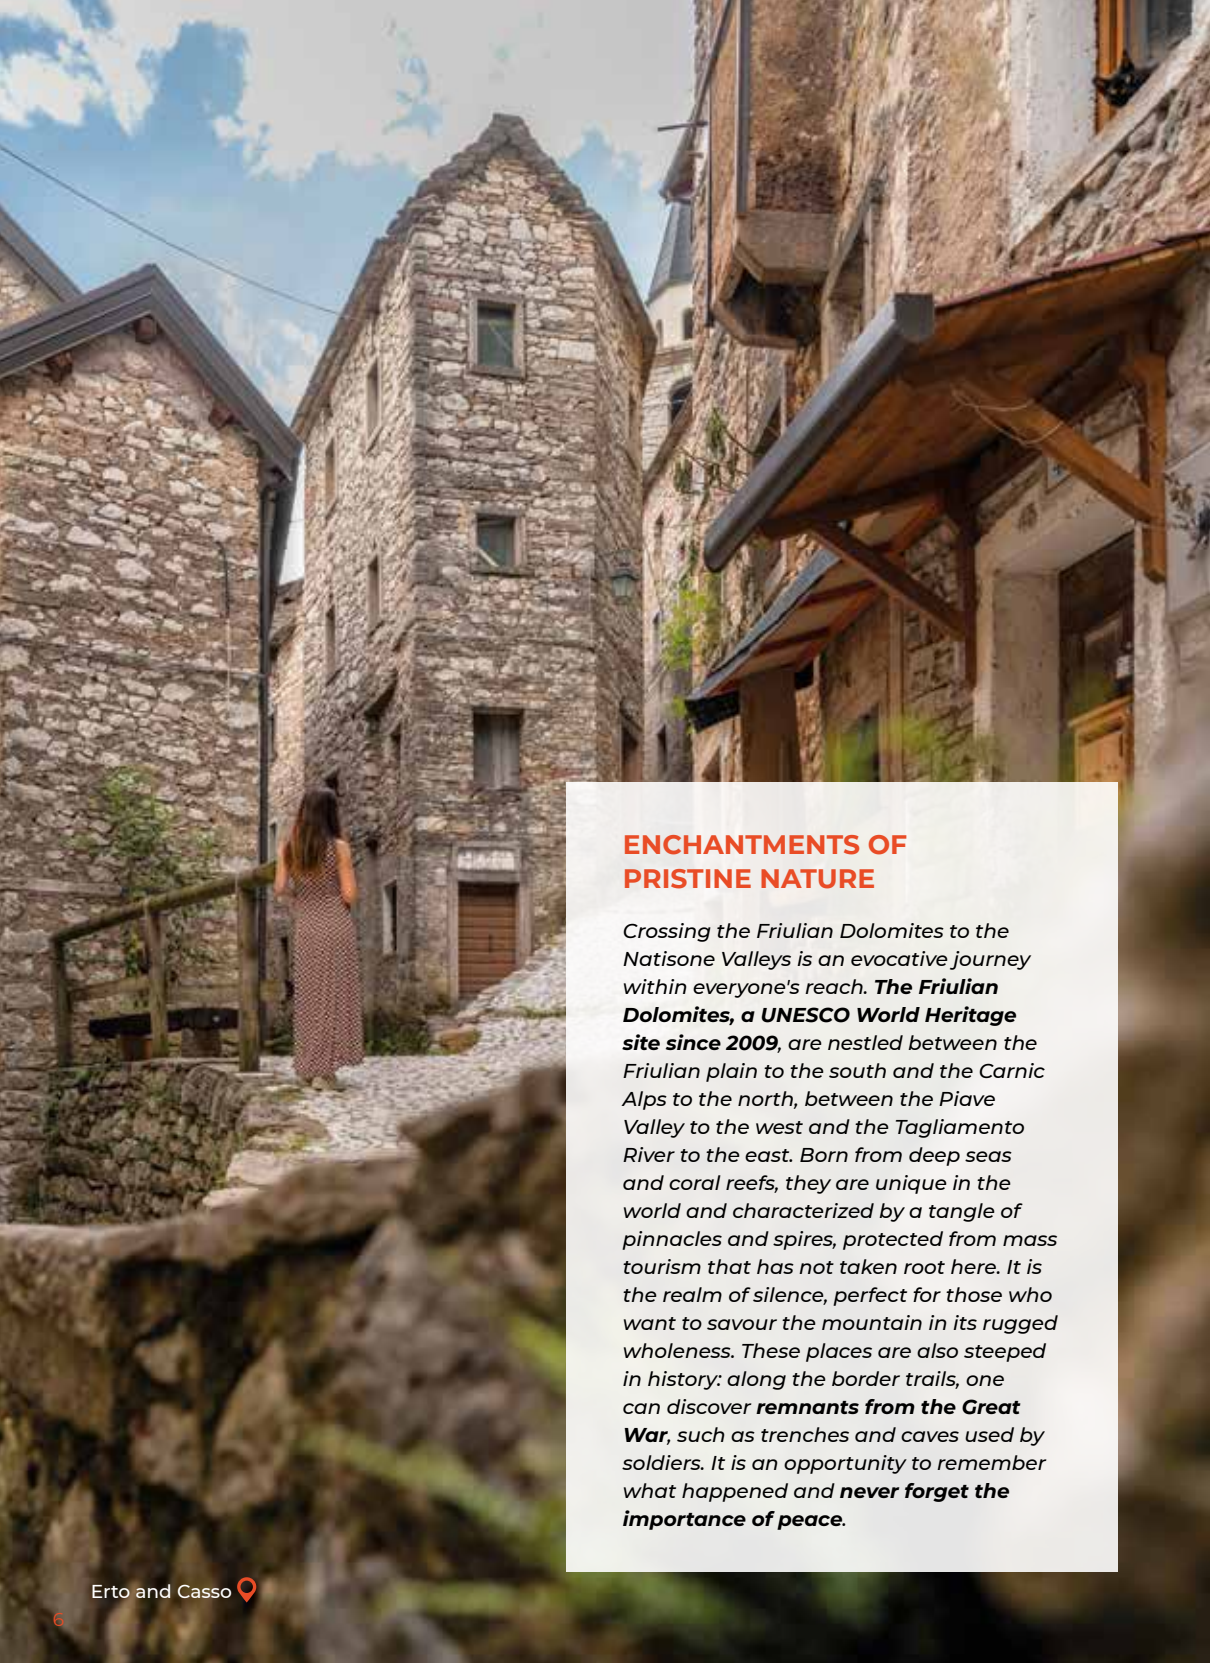 ENCHANTMENTS OF
PRISTINE NATURE
Crossing the Friulian Dolomites to the
Natisone Valleys is an evocative journey
within everyone's reach. The Friulian
Dolomites, a UNESCO World Heritage
site since 2009, are nestled between the
Friulian plain to the south and the Carnic
Alps to the north, between the Piave
Valley to the west and the Tagliamento
River to the east. Born from deep seas
and coral reefs, they are unique in the
world and characterized by a tangle of
pinnacles and spires, protected from mass
tourism that has not taken root here. It is
the realm of silence, perfect for those who
want to savour the mountain in its rugged
wholeness. These places are also steeped
in history: along the border trails, one
can discover remnants from the Great
War, such as trenches and caves used by
soldiers. It is an opportunity to remember
what happened and never forget the
importance of peace.
Erto and Casso
6